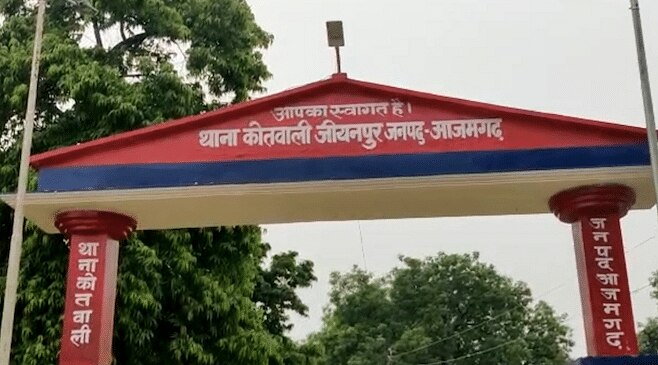 आपका स्वागत है।
थाना कोतवाली जीयनपुर जनपद-आजमगढ़
थाना कोतवाली
जनपद आजमगढ़